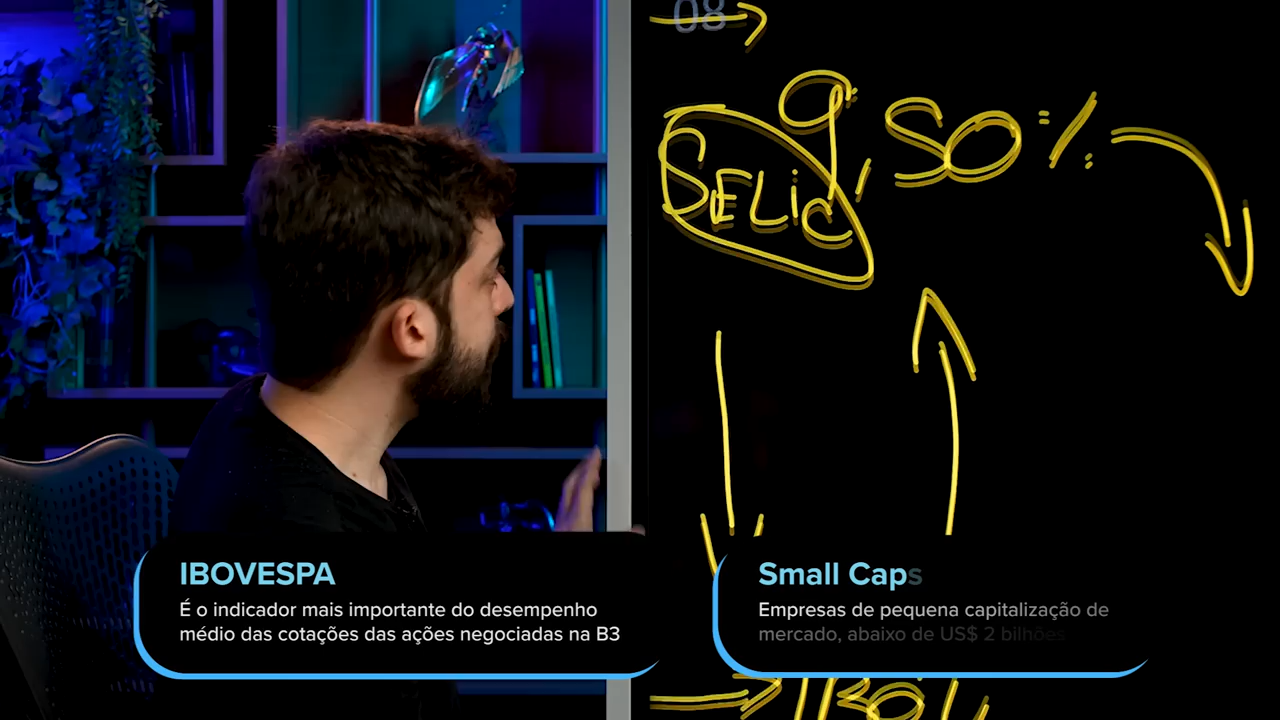 08
9,50%
SELIC
IBOVESPA
É o indicador mais importante do desempenho
médio das cotações das ações negociadas na B3
Small Caps
Empresas de pequena capitalização de
mercado, abaixo de US$ 2 bilhões